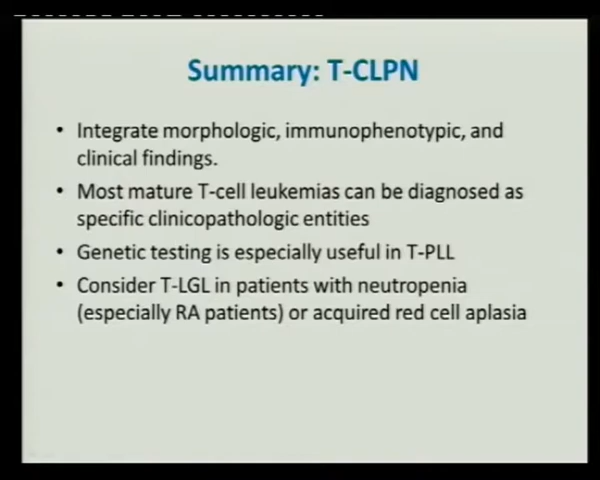 Summary: T-CLPN
• Integrate morphologic, immunophenotypic, and
clinical findings.
• Most mature T-cell leukemias can be diagnosed as
specific clinicopathologic entities
• Genetic testing is especially useful in T-PLL
• Consider T-LGL in patients with neutropenia
(especially RA patients) or acquired red cell aplasia